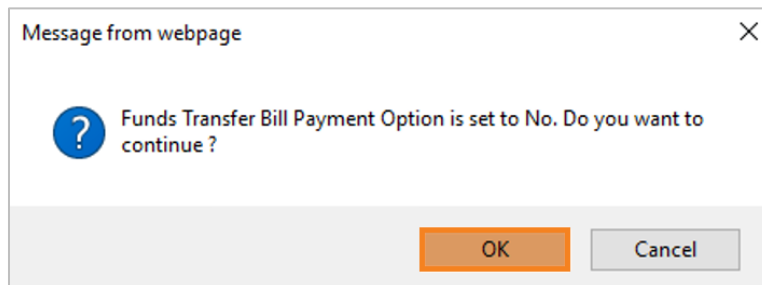 Message from webpage
Funds Transfer Bill Payment Option is set to No. Do you want to
continue ?
OK
Cancel